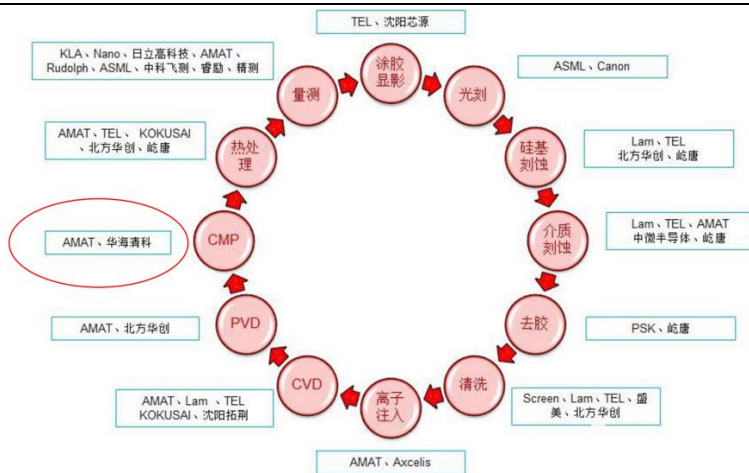 TEL、沈阳芯源
涂胶
显影
KLA、Nano、日立高科技、AMAT、
Rudolph、ASML、中科飞测、睿励、精测
量测
光刻
ASML、Canon
AMAT、TEL、 KOKUSAI
、北方华创、屹唐
热处
理
硅基
刻蚀
Lam、TEL
北方华创、屹唐
AMAT、华海清科
CMP
介质
刻蚀
Lam、TEL、AMAT
中微半导体、屹唐
AMAT、北方华创
PVD
去胶
PSK、屹唐
AMAT、Lam 、TEL
KOKUSAI、沈阳拓荆
CVD
离子
注入
清洗
Screen、Lam、TEL、盛
美、北方华创
AMAT、Axcelis